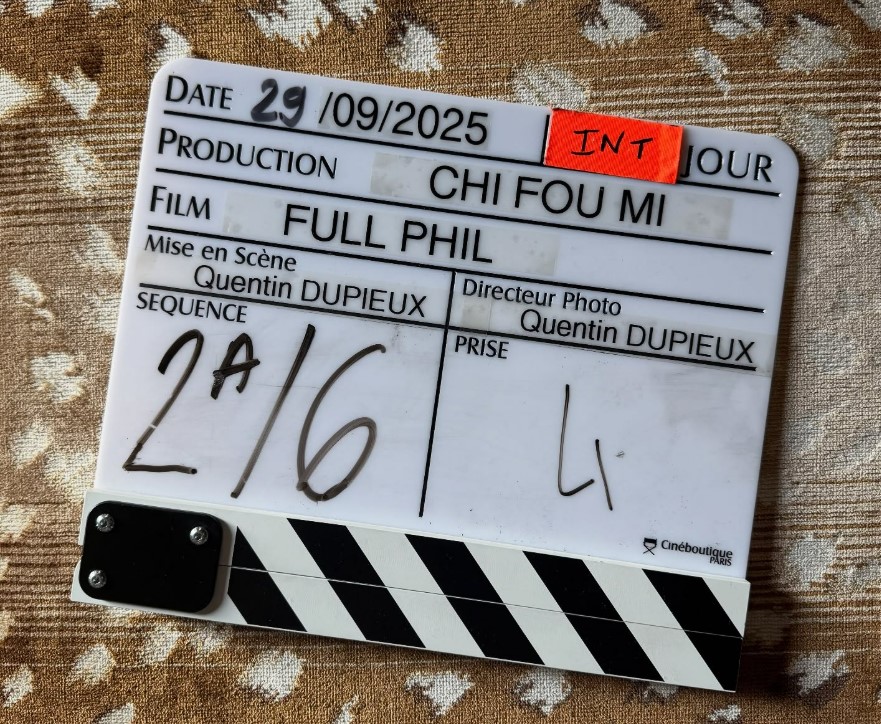 DATE 29 /09/2025 INT JOUR
PRODUCTION CHI FOU MI
FILM FULL PHIL
Mise en Scène
Quentin DUPIEUX
Directeur Photo
Quentin DUPIEUX
SEQUENCE
2A/6
PRISE
4
Cinéboutique
PARIS